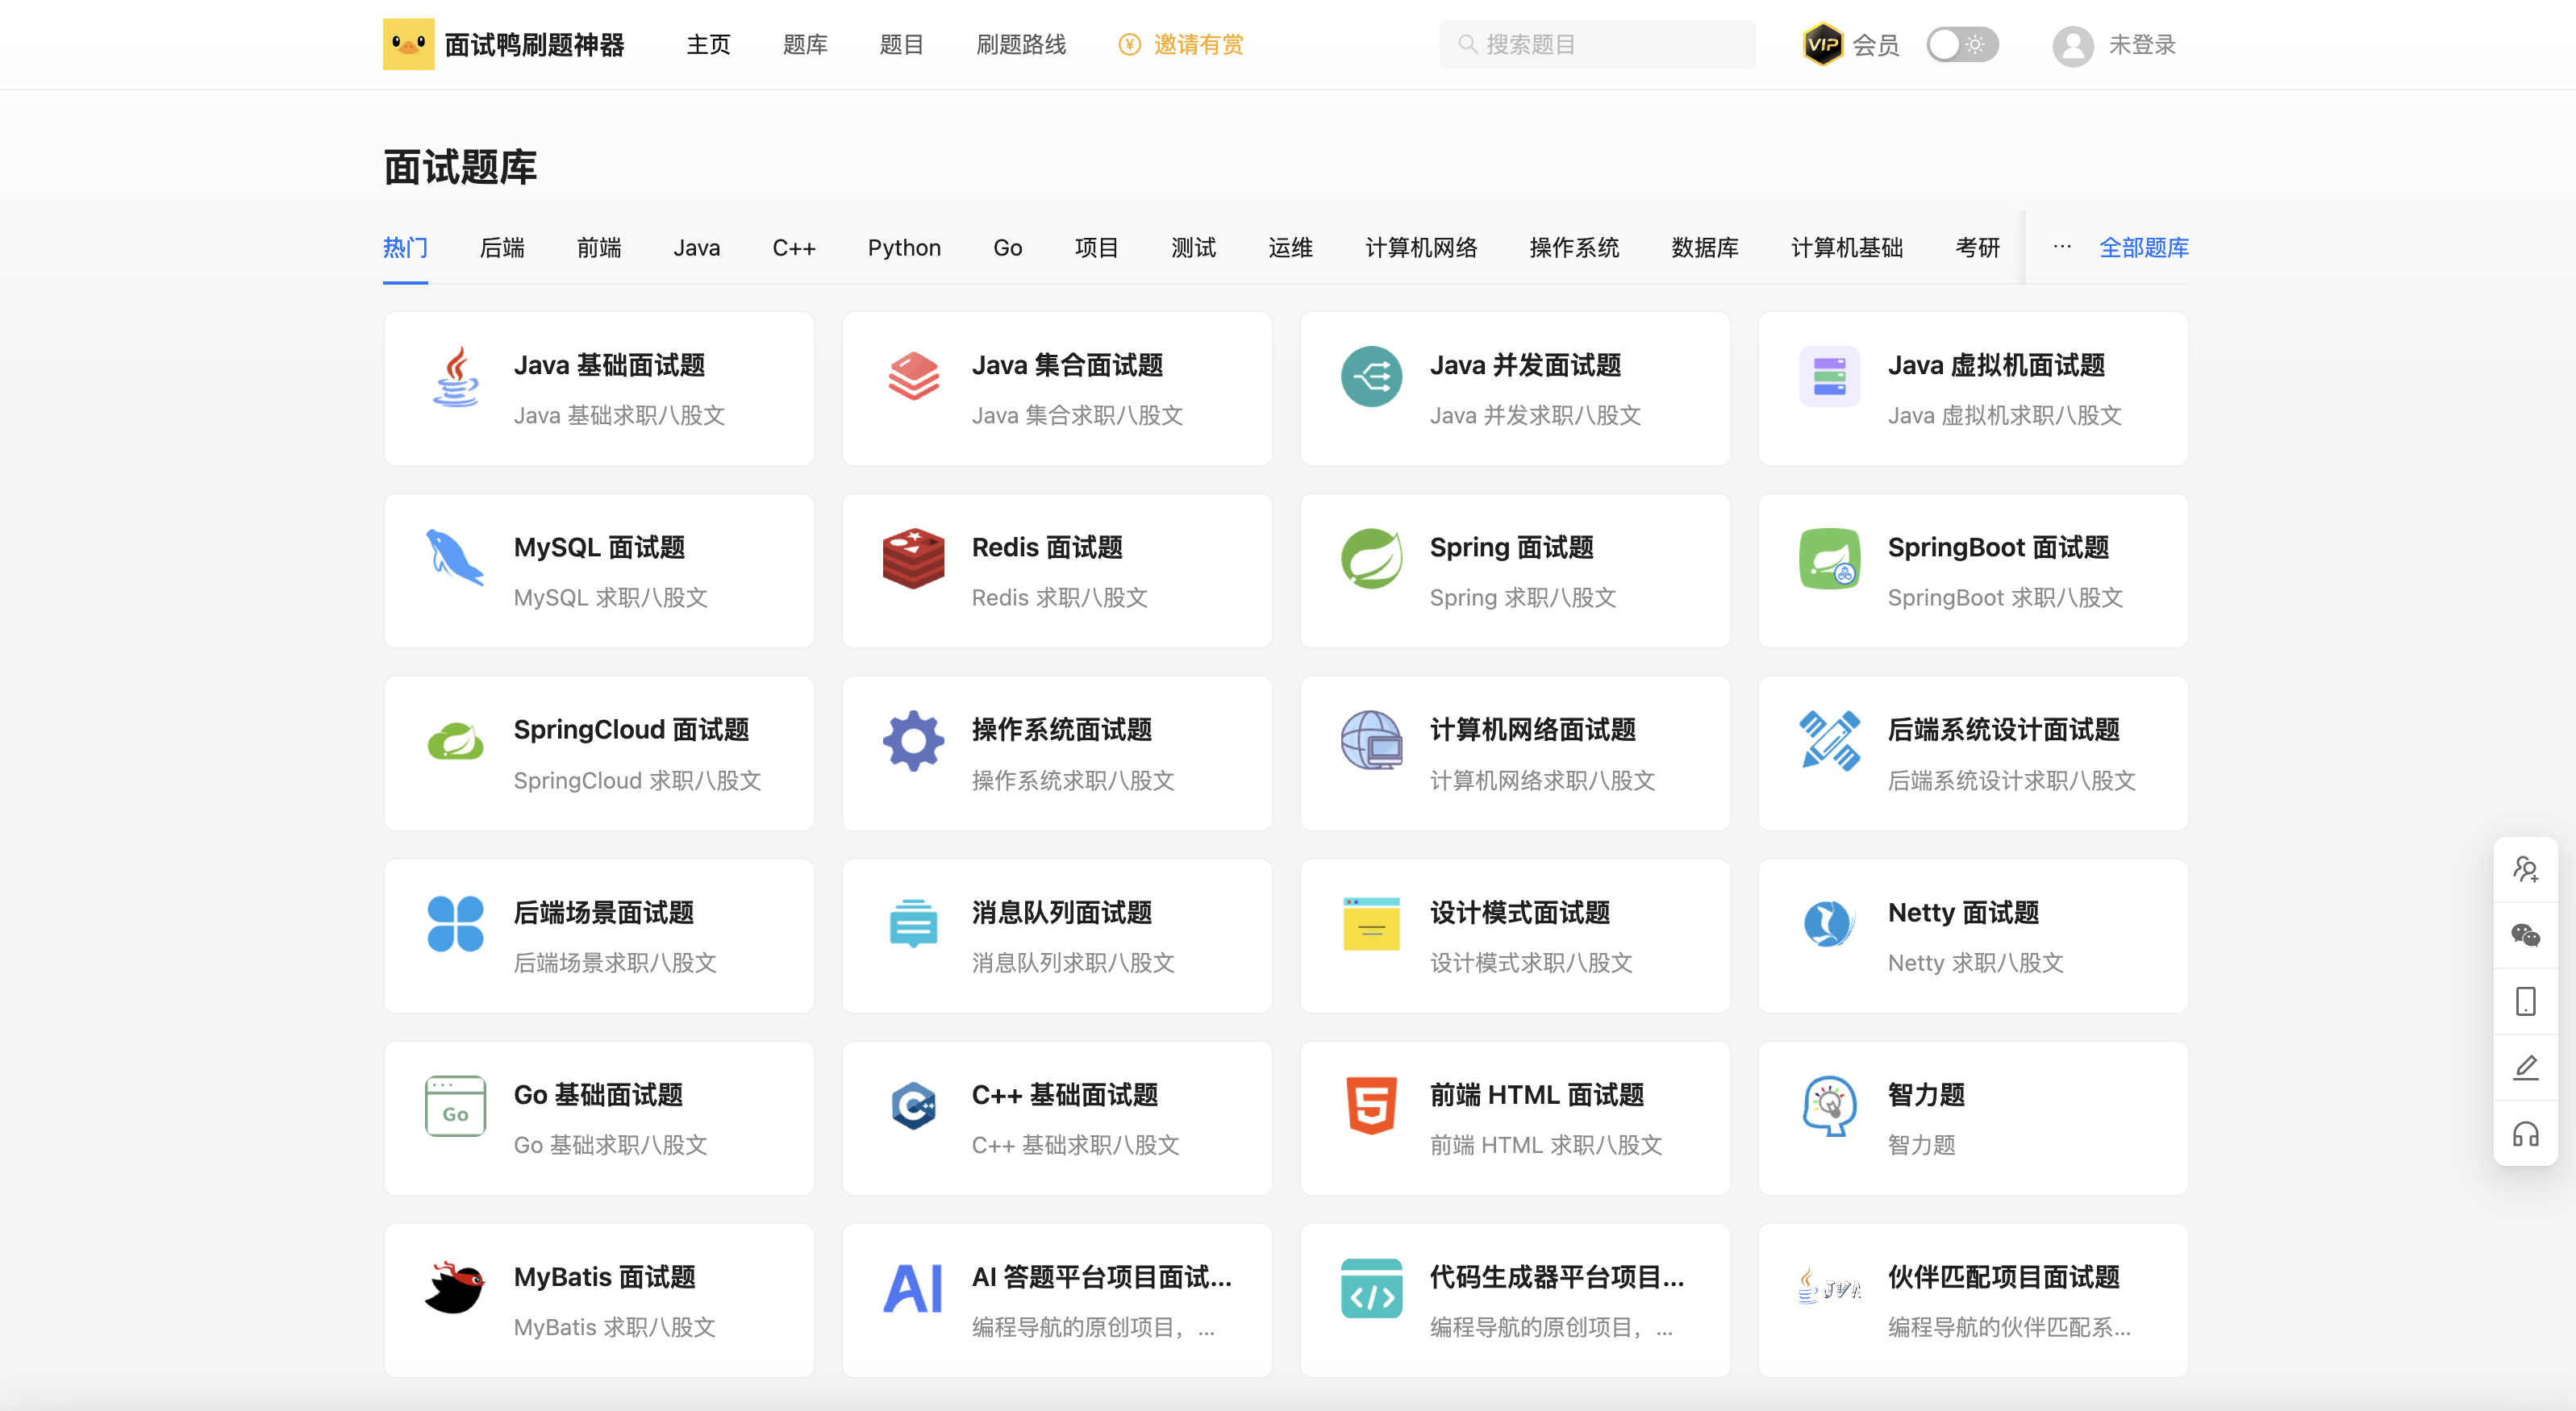 面试鸭刷题神器 主页 题库 题目 刷题路线 邀请有赏 搜索题目 VIP 会员 未登录
面试题库
热门 后端 前端 Java C++ Python Go 项目 测试 运维 计算机网络 操作系统 数据库 计算机基础 考研 ··· 全部题库
Java 基础面试题
Java 基础求职八股文
Java 集合面试题
Java 集合求职八股文
Java 并发面试题
Java 并发求职八股文
Java 虚拟机面试题
Java 虚拟机求职八股文
MySQL 面试题
MySQL 求职八股文
Redis 面试题
Redis 求职八股文
Spring 面试题
Spring 求职八股文
SpringBoot 面试题
SpringBoot 求职八股文
SpringCloud 面试题
SpringCloud 求职八股文
操作系统面试题
操作系统求职八股文
计算机网络面试题
计算机网络求职八股文
后端系统设计面试题
后端系统设计求职八股文
后端场景面试题
后端场景求职八股文
消息队列面试题
消息队列求职八股文
设计模式面试题
设计模式求职八股文
Netty 面试题
Netty 求职八股文
Go
Go 基础面试题
Go 基础求职八股文
C++ 基础面试题
C++ 基础求职八股文
前端 HTML 面试题
前端 HTML 求职八股文
智力题
智力题
MyBatis 面试题
MyBatis 求职八股文
AI
AI 答题平台项目面试...
编程导航的原创项目，...
代码生成器平台项目...
编程导航的原创项目，...
JAVA
伙伴匹配项目面试题
编程导航的伙伴匹配系...